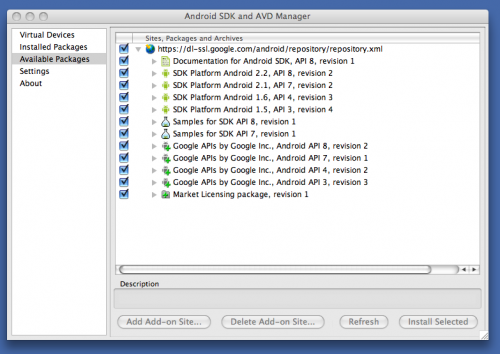 Android SDK and AVD Manager
Virtual Devices
Installed Packages
Available Packages
Settings
About
Sites, Packages and Archives
https://dl-ssl.google.com/android/repository/repository.xml
Documentation for Android SDK, API 8, revision 1
SDK Platform Android 2.2, API 8, revision 2
SDK Platform Android 2.1, API 7, revision 2
SDK Platform Android 1.6, API 4, revision 3
SDK Platform Android 1.5, API 3, revision 4
Samples for SDK API 8, revision 1
Samples for SDK API 7, revision 1
Google APIs by Google Inc., Android API 8, revision 2
Google APIs by Google Inc., Android API 7, revision 1
Google APIs by Google Inc., Android API 4, revision 2
Google APIs by Google Inc., Android API 3, revision 3
Market Licensing package, revision 1
Description
Add Add-on Site...
Delete Add-on Site...
Refresh
Install Selected